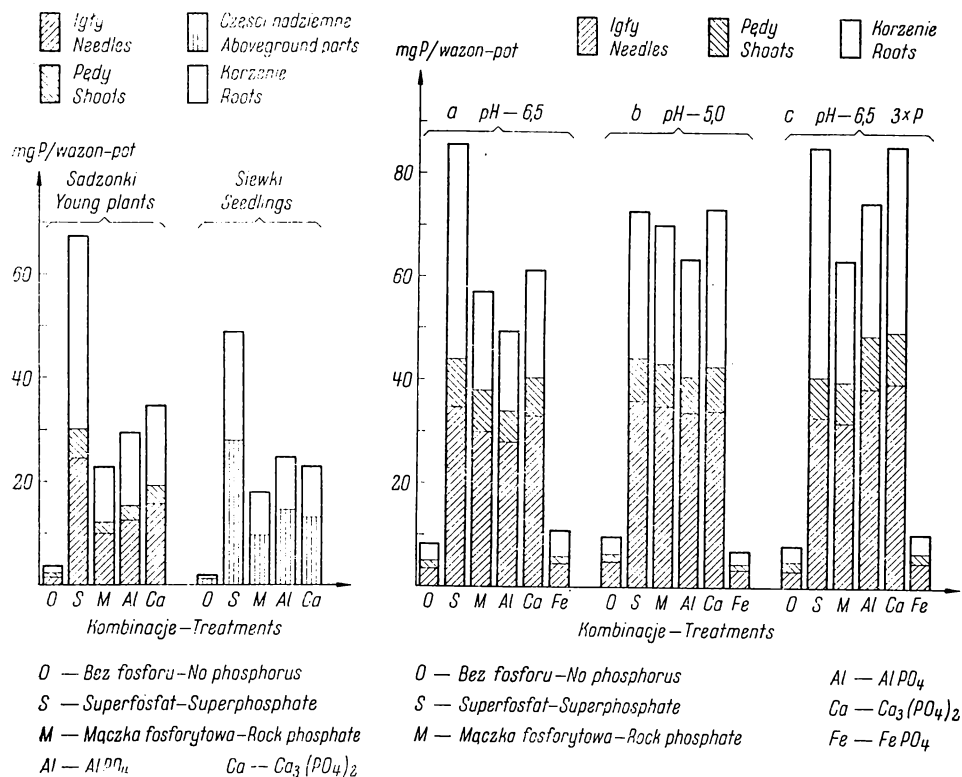 Igły
Needles
Części nadziemne
Aboveground parts
Pędy
Shoots
Korzenie
Roots
mgP/wazon-pot
Sadzonki
Young plants
Siewki
Seedlings
60
40
20
O S M Al Ca
O S M Al Ca
Kombinacje—Treatments
O — Bez fosforu—No phosphorus
S — Superfosfat—Superphosphate
M — Mączka fosforytowa—Rock phosphate
Al — AlPO4
Ca — Ca3(PO4)2
Igły
Needles
Pędy
Shoots
Korzenie
Roots
mgP/wazon-pot
a pH—6,5
b pH—5,0
c pH—6,5 3×P
80
60
40
20
O S M Al Ca Fe
O S M Al Ca Fe
O S M Al Ca Fe
Kombinacje—Treatments
O — Bez fosforu—No phosphorus
S — Superfosfat—Superphosphate
M — Mączka fosforytowa—Rock phosphate
Al — AlPO4
Ca — Ca3(PO4)2
Fe — FePO4